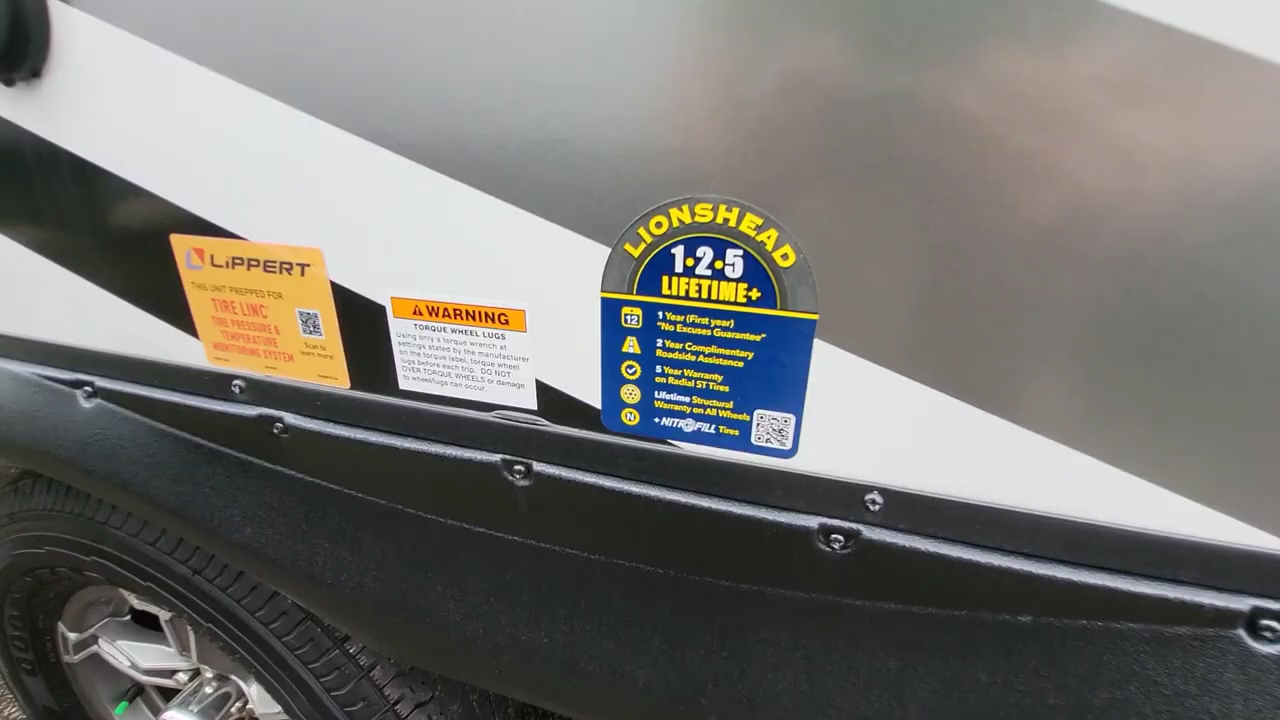 LiPPERT
THIS UNIT PREPPED FOR
TIRE LINC
TIRE PRESSURE &
TEMPERATURE
MONITORING SYSTEM
Scan to
learn more!
WARNING
TORQUE WHEEL LUGS
Using only a torque wrench at
settings stated by the manufacturer
on the torque label, torque wheel
lugs before each trip. DO NOT
OVER TORQUE WHEELS or damage
to wheel/lugs can occur.
LIONSHEAD
1•2•5
LIFETIME+
12
1 Year (First year)
"No Excuses Guarantee"
2 Year Complimentary
Roadside Assistance
5 Year Warranty
on Radial ST Tires
Lifetime Structural
Warranty on All Wheels
N
+NITROFILL Tires